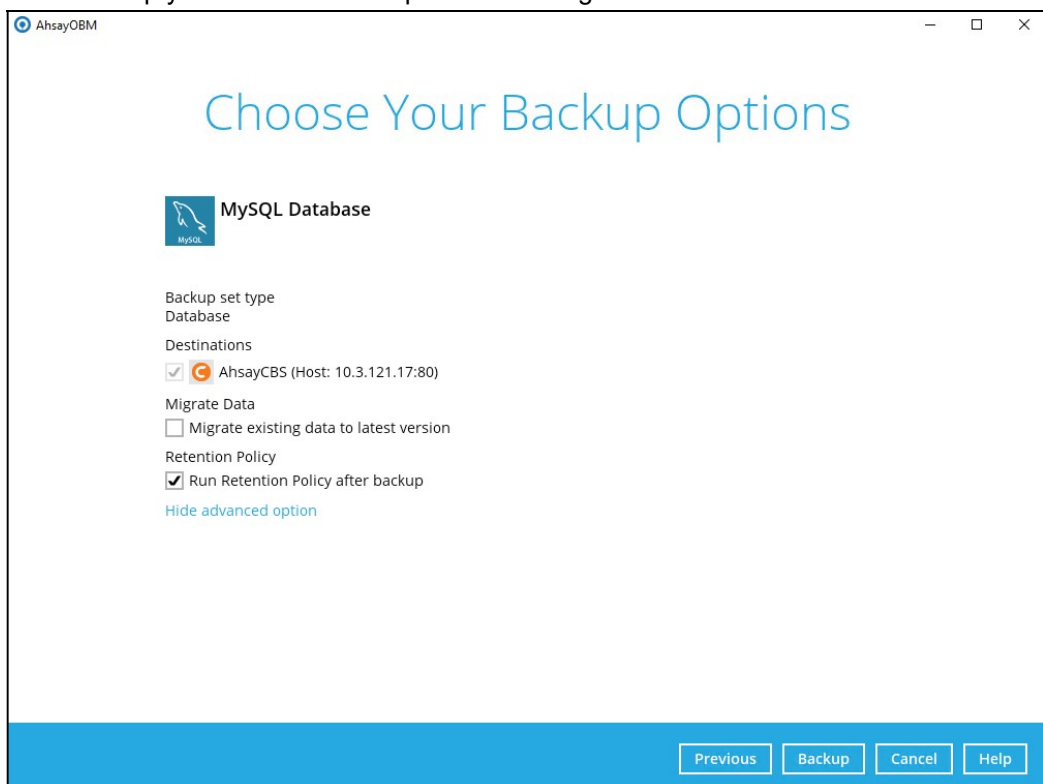 AhsayOBM
Choose Your Backup Options
MySQL Database
MySQL
Backup set type
Database
Destinations
AhsayCBS (Host: 10.3.121.17:80)
Migrate Data
Migrate existing data to latest version
Retention Policy
Run Retention Policy after backup
Hide advanced option
Previous Backup Cancel Help